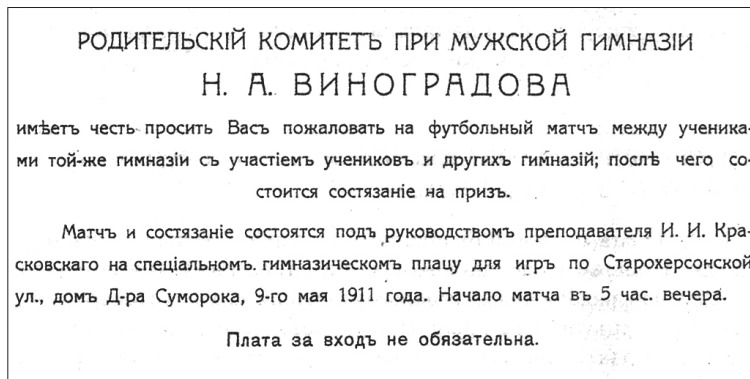 РОДИТЕЛЬСКІЙ КОМИТЕТЪ ПРИ МУЖСКОЙ ГИМНАЗІИ
Н. А. ВИНОГРАДОВА
имѣетъ честь просить Васъ пожаловать на футбольный матчъ между ученика-
ми той-же гимназіи съ участіемъ учениковъ и другихъ гимназій; послѣ чего со-
стоится состязаніе на призъ.
Матчъ и состязаніе состоятся подъ руководствомъ преподавателя И. И. Кра-
сковскаго на спеціальномъ. гимназическомъ плацу для игръ по Старохерсонской
ул., домъ Д-ра Суморока, 9-го мая 1911 года. Начало матча въ 5 час. вечера.
Плата за входъ не обязательна.